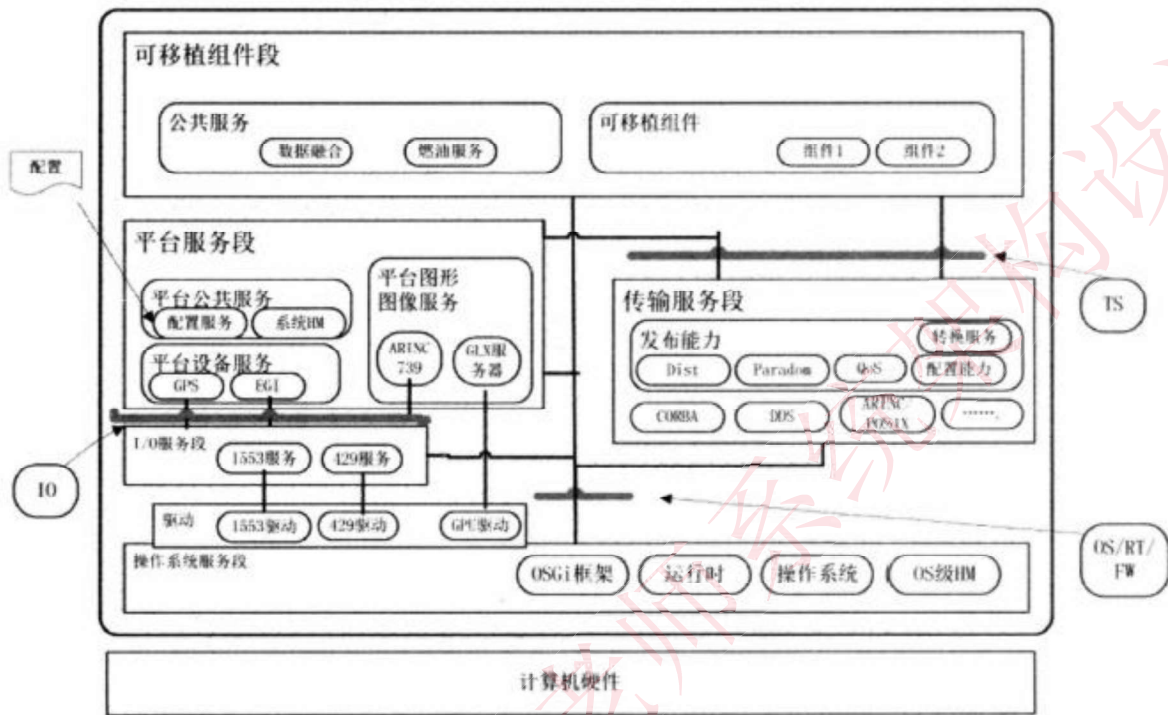 可移植组件段
公共服务
数据融合
燃油服务
可移植组件
组件1
组件2
配置
平台服务段
平台公共服务
配置服务
系统HM
平台设备服务
GPS
EGI
平台图形
图像服务
ARINC
739
GLX服
务器
TS
传输服务段
发布能力
转换服务
Dist
Paradom
QoS
配置能力
CORBA
DDS
ARINC/
POSIX
……
I/O服务段
1553服务
429服务
IO
驱动
1553驱动
429驱动
GPU驱动
OS/RT/
FW
操作系统服务段
OSGi框架
运行时
操作系统
OS级HM
计算机硬件
老师系统架构设